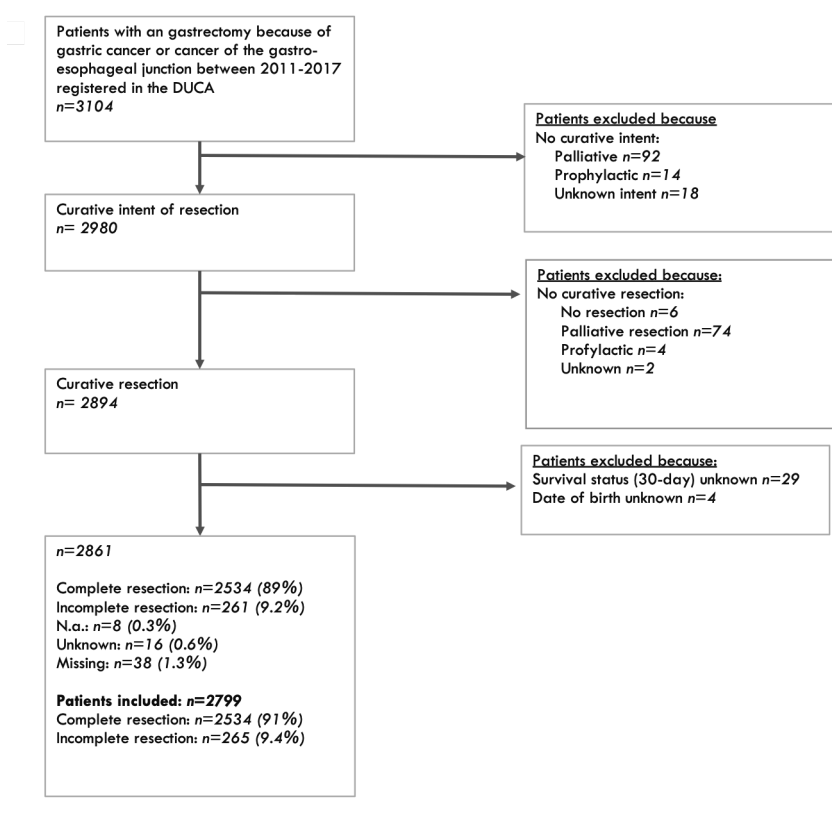 Patients with an gastrectomy because of
gastric cancer or cancer of the gastro-
esophageal junction between 2011-2017
registered in the DUCA
n=3104
Patients excluded because
No curative intent:
Palliative n=92
Prophylactic n=14
Unknown intent n=18
Curative intent of resection
n= 2980
Patients excluded because:
No curative resection:
No resection n=6
Palliative resection n=74
Profylactic n=4
Unknown n=2
Curative resection
n= 2894
Patients excluded because:
Survival status (30-day) unknown n=29
Date of birth unknown n=4
n=2861
Complete resection: n=2534 (89%)
Incomplete resection: n=261 (9.2%)
N.a.: n=8 (0.3%)
Unknown: n=16 (0.6%)
Missing: n=38 (1.3%)
Patients included: n=2799
Complete resection: n=2534 (91%)
Incomplete resection: n=265 (9.4%)